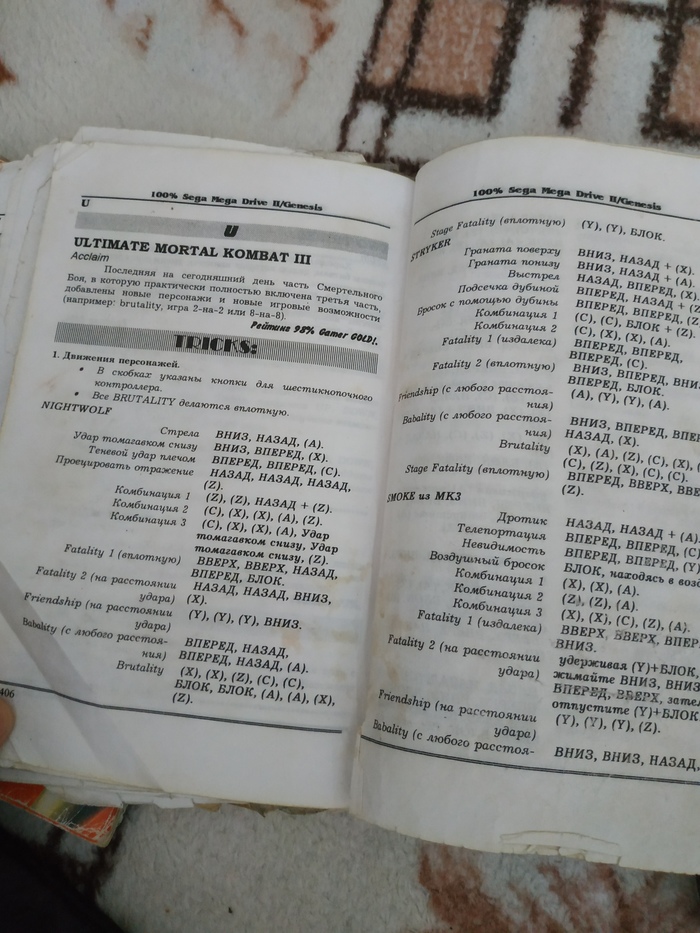 100% Sega Mega Drive II/Genesis
U
U
ULTIMATE MORTAL KOMBAT III
Acclaim
Последняя на сегодняшний день часть Смертельного
Боя, в которую практически полностью включена третья часть,
добавлены новые персонажи и новые игровые возможности
(например: brutality, игра 2-на-2 или 8-на-8).
Рейтинг 98% Gamer GOLD!.
TRICKS:
1. Движения персонажей.
• В скобках указаны кнопки для шестикнопочного
контроллера.
• Все BRUTALITY делаются вплотную.
NIGHTWOLF
Стрела ВНИЗ, НАЗАД, (A).
Удар томагавком снизу ВНИЗ, ВПЕРЕД, (X).
Теневой удар плечом ВПЕРЕД, ВПЕРЕД, (C).
Проецировать отражение НАЗАД, НАЗАД, НАЗАД,
(Z).
Комбинация 1 (Z), (Z), НАЗАД + (Z).
Комбинация 2 (C), (X), (X), (A), (Z).
Комбинация 3 (C), (X), (X), (A), Удар
томагавком снизу, Удар
томагавком снизу, (Z).
Fatality 1 (вплотную) ВВЕРХ, ВВЕРХ, НАЗАД,
ВПЕРЕД, БЛОК.
Fatality 2 (на расстоянии НАЗАД, НАЗАД, ВНИЗ,
удара) (X).
Friendship (на расстоянии (Y), (Y), (Y), ВНИЗ.
удара)
Babality (с любого расстоя- ВПЕРЕД, НАЗАД,
ния) ВПЕРЕД, НАЗАД, (A).
Brutality (X), (X), (Z), (C), (C),
БЛОК, БЛОК, (A), (A), (X),
(Z).
406
100% Sega Mega Drive II/Genesis
Stage Fatality (вплотную) (Y), (Y), БЛОК.
STRYKER
Граната поверху ВНИЗ, НАЗАД + (X).
Граната понизу ВНИЗ, НАЗАД + (A).
Выстрел НАЗАД, ВПЕРЕД, (X).
Подсечка дубиной ВПЕРЕД, НАЗАД + (Z
Бросок с помощью дубины ВПЕРЕД, ВПЕРЕД, (Z
Комбинация 1 (C), (C), БЛОК + (Z).
Комбинация 2 (C), (X), (X), (A).
Fatality 1 (издалека) ВПЕРЕД, ВПЕРЕД,
ВПЕРЕД, (C).
Fatality 2 (вплотную) ВНИЗ, ВПЕРЕД, ВНИ
ВПЕРЕД, БЛОК.
Friendship (с любого расстоя- (A), (Y), (Y), (A).
ния)
Babality (с любого расстоя- ВНИЗ, ВПЕРЕД, ВПЕ
ния) НАЗАД, (X).
Brutality (X), (A), (Z), (C), (X),
(C), (Z), (X), (C), (C).
Stage Fatality (вплотную) ВПЕРЕД, ВВЕРХ, ВВЕ
(Z).
SMOKE из МК3
Дротик НАЗАД, НАЗАД + (A).
Телепортация ВПЕРЕД, ВПЕРЕД, (C)
Невидимость ВПЕРЕД, ВПЕРЕД, (Y)
Воздушный бросок БЛОК, находясь в возд
Комбинация 1 (X), (X), (A).
Комбинация 2 (Z), (Z), (A).
Комбинация 3 (X), (X), (C), (Z), (A).
Fatality 1 (издалека) ВВЕРХ, ВВЕРХ, ВПЕР
ВНИЗ.
Fatality 2 (на расстоянии удерживая (Y)+БЛОК,
удара) жимайте ВНИЗ, ВНИЗ
ВПЕРЕД, ВВЕРХ, зате
отпустите (Y)+БЛОК
Friendship (на расстоянии (Y), (Y), (Y), (Z).
удара)
Babality (с любого расстоя- ВНИЗ, ВНИЗ, НАЗАД,